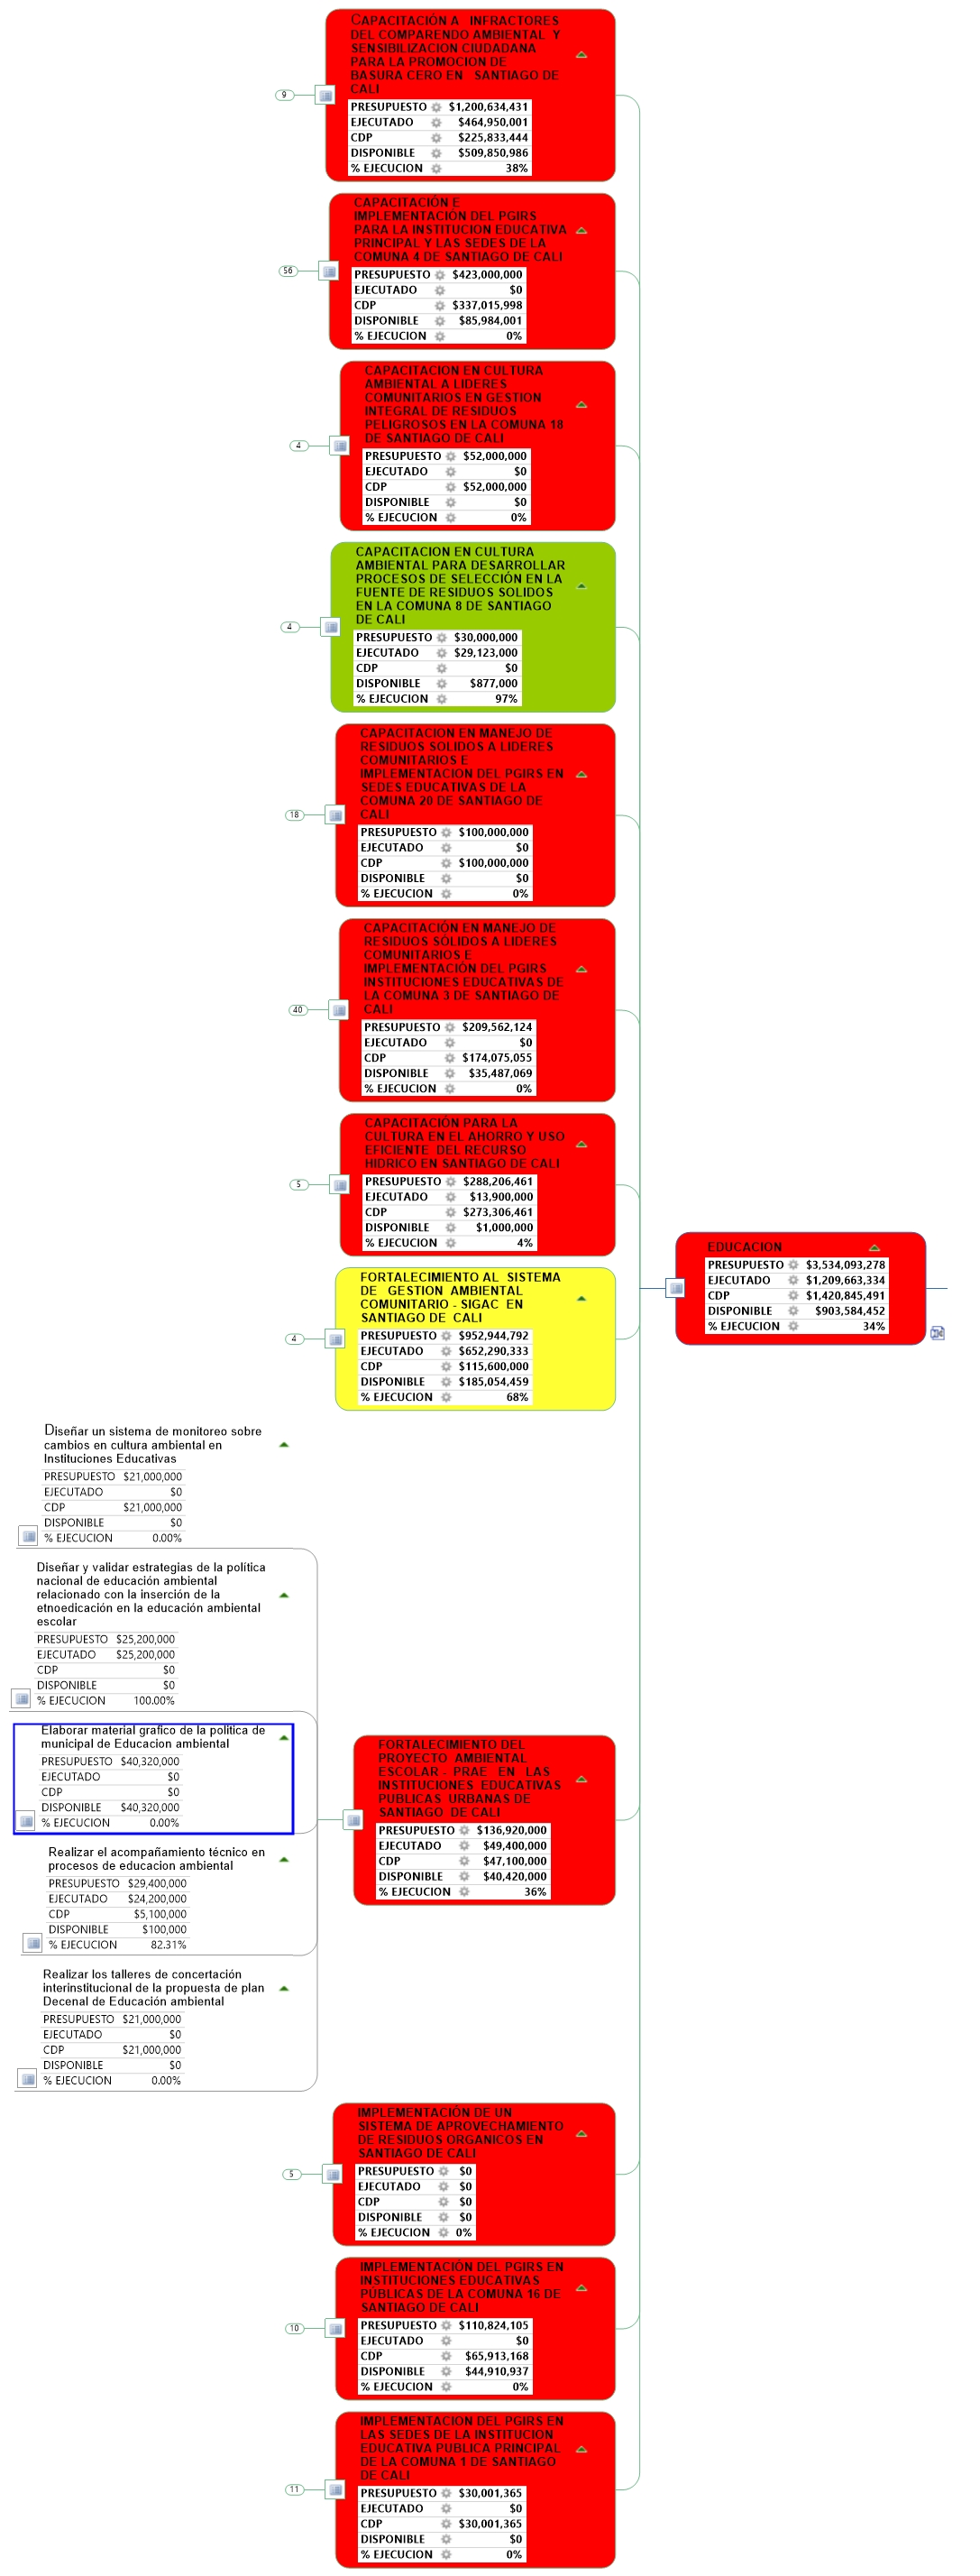 CAPACITACIÓN A INFRACTORES
DEL COMPARENDO AMBIENTAL Y
SENSIBILIZACION CIUDADANA
PARA LA PROMOCION DE
BASURA CERO EN SANTIAGO DE
CALI
9
PRESUPUESTO $1,200,634,431
EJECUTADO $464,950,001
CDP $225,833,444
DISPONIBLE $509,850,986
% EJECUCION 38%
CAPACITACIÓN E
IMPLEMENTACIÓN DEL PGIRS
PARA LA INSTITUCION EDUCATIVA
PRINCIPAL Y LAS SEDES DE LA
COMUNA 4 DE SANTIAGO DE CALI
56
PRESUPUESTO $423,000,000
EJECUTADO $0
CDP $337,015,998
DISPONIBLE $85,984,001
% EJECUCION 0%
CAPACITACION EN CULTURA
AMBIENTAL A LIDERES
COMUNITARIOS EN GESTION
INTEGRAL DE RESIDUOS
PELIGROSOS EN LA COMUNA 18
DE SANTIAGO DE CALI
4
PRESUPUESTO $52,000,000
EJECUTADO $0
CDP $52,000,000
DISPONIBLE $0
% EJECUCION 0%
CAPACITACION EN CULTURA
AMBIENTAL PARA DESARROLLAR
PROCESOS DE SELECCIÓN EN LA
FUENTE DE RESIDUOS SOLIDOS
EN LA COMUNA 8 DE SANTIAGO
DE CALI
4
PRESUPUESTO $30,000,000
EJECUTADO $29,123,000
CDP $0
DISPONIBLE $877,000
% EJECUCION 97%
CAPACITACION EN MANEJO DE
RESIDUOS SOLIDOS A LIDERES
COMUNITARIOS E
IMPLEMENTACION DEL PGIRS EN
SEDES EDUCATIVAS DE LA
COMUNA 20 DE SANTIAGO DE
CALI
18
PRESUPUESTO $100,000,000
EJECUTADO $0
CDP $100,000,000
DISPONIBLE $0
% EJECUCION 0%
CAPACITACIÓN EN MANEJO DE
RESIDUOS SÓLIDOS A LIDERES
COMUNITARIOS E
IMPLEMENTACIÓN DEL PGIRS
INSTITUCIONES EDUCATIVAS DE
LA COMUNA 3 DE SANTIAGO DE
CALI
40
PRESUPUESTO $209,562,124
EJECUTADO $0
CDP $174,075,055
DISPONIBLE $35,487,069
% EJECUCION 0%
CAPACITACIÓN PARA LA
CULTURA EN EL AHORRO Y USO
EFICIENTE DEL RECURSO
HIDRICO EN SANTIAGO DE CALI
5
PRESUPUESTO $288,206,461
EJECUTADO $13,900,000
CDP $273,306,461
DISPONIBLE $1,000,000
% EJECUCION 4%
EDUCACION
PRESUPUESTO $3,534,093,278
EJECUTADO $1,209,663,334
CDP $1,420,845,491
DISPONIBLE $903,584,452
% EJECUCION 34%
FORTALECIMIENTO AL SISTEMA
DE GESTION AMBIENTAL
COMUNITARIO - SIGAC EN
SANTIAGO DE CALI
4
PRESUPUESTO $952,944,792
EJECUTADO $652,290,333
CDP $115,600,000
DISPONIBLE $185,054,459
% EJECUCION 68%
Diseñar un sistema de monitoreo sobre
cambios en cultura ambiental en
Instituciones Educativas
PRESUPUESTO $21,000,000
EJECUTADO $0
CDP $21,000,000
DISPONIBLE $0
% EJECUCION 0.00%
Diseñar y validar estrategias de la política
nacional de educación ambiental
relacionado con la inserción de la
etnoedicación en la educación ambiental
escolar
PRESUPUESTO $25,200,000
EJECUTADO $25,200,000
CDP $0
DISPONIBLE $0
% EJECUCION 100.00%
Elaborar material grafico de la politica de
municipal de Educacion ambiental
PRESUPUESTO $40,320,000
EJECUTADO $0
CDP $0
DISPONIBLE $40,320,000
% EJECUCION 0.00%
Realizar el acompañamiento técnico en
procesos de educacion ambiental
PRESUPUESTO $29,400,000
EJECUTADO $24,200,000
CDP $5,100,000
DISPONIBLE $100,000
% EJECUCION 82.31%
Realizar los talleres de concertación
interinstitucional de la propuesta de plan
Decenal de Educación ambiental
PRESUPUESTO $21,000,000
EJECUTADO $0
CDP $21,000,000
DISPONIBLE $0
% EJECUCION 0.00%
FORTALECIMIENTO DEL
PROYECTO AMBIENTAL
ESCOLAR - PRAE EN LAS
INSTITUCIONES EDUCATIVAS
PUBLICAS URBANAS DE
SANTIAGO DE CALI
PRESUPUESTO $136,920,000
EJECUTADO $49,400,000
CDP $47,100,000
DISPONIBLE $40,420,000
% EJECUCION 36%
IMPLEMENTACIÓN DE UN
SISTEMA DE APROVECHAMIENTO
DE RESIDUOS ORGANICOS EN
SANTIAGO DE CALI
5
PRESUPUESTO $0
EJECUTADO $0
CDP $0
DISPONIBLE $0
% EJECUCION 0%
IMPLEMENTACIÓN DEL PGIRS EN
INSTITUCIONES EDUCATIVAS
PÚBLICAS DE LA COMUNA 16 DE
SANTIAGO DE CALI
10
PRESUPUESTO $110,824,105
EJECUTADO $0
CDP $65,913,168
DISPONIBLE $44,910,937
% EJECUCION 0%
IMPLEMENTACION DEL PGIRS EN
LAS SEDES DE LA INSTITUCION
EDUCATIVA PUBLICA PRINCIPAL
DE LA COMUNA 1 DE SANTIAGO
DE CALI
11
PRESUPUESTO $30,001,365
EJECUTADO $0
CDP $30,001,365
DISPONIBLE $0
% EJECUCION 0%